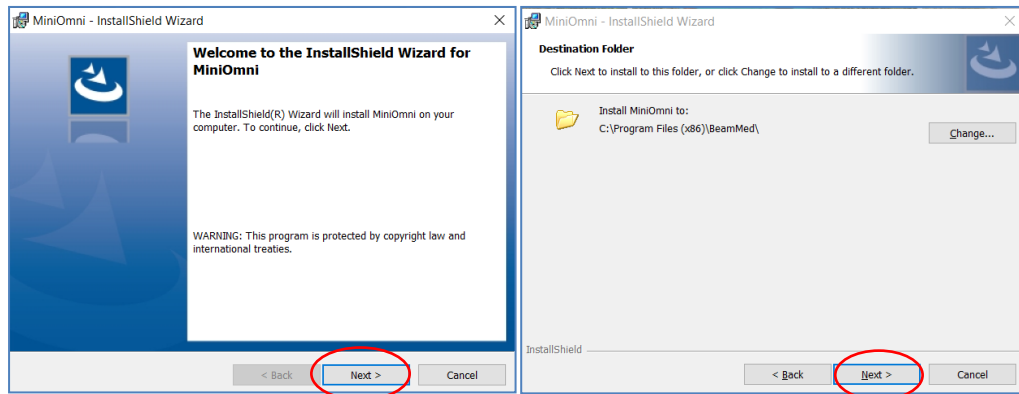 MiniOmni - InstallShield Wizard
Welcome to the InstallShield Wizard for
MiniOmni
The InstallShield(R) Wizard will install MiniOmni on your
computer. To continue, click Next.
WARNING: This program is protected by copyright law and
international treaties.
< Back
Next >
Cancel
MiniOmni - InstallShield Wizard
Destination Folder
Click Next to install to this folder, or click Change to install to a different folder.
Install MiniOmni to:
C:\Program Files (x86)\BeamMed\
Change...
InstallShield
< Back
Next >
Cancel